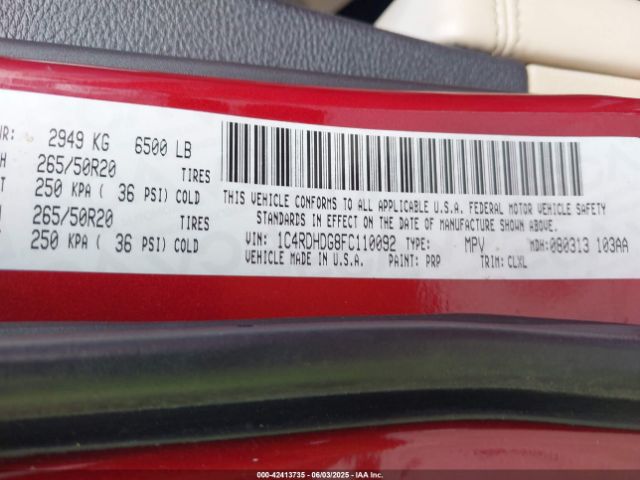 WR: 2949 KG 6500 LB
H 265/50R20 TIRES
T 250 KPA ( 36 PSI) COLD
265/50R20 TIRES
250 KPA ( 36 PSI) COLD
THIS VEHICLE CONFORMS TO ALL APPLICABLE U.S.A. FEDERAL MOTOR VEHICLE SAFETY
STANDARDS IN EFFECT ON THE DATE OF MANUFACTURE SHOWN ABOVE.
VIN: 1C4RDHDG8FC110092 TYPE: MPV MDH: 080313 103AA
VEHICLE MADE IN U.S.A. PAINT: PRP TRIM: CLXL
000-42413735 - 06/03/2025 - IAA Inc.